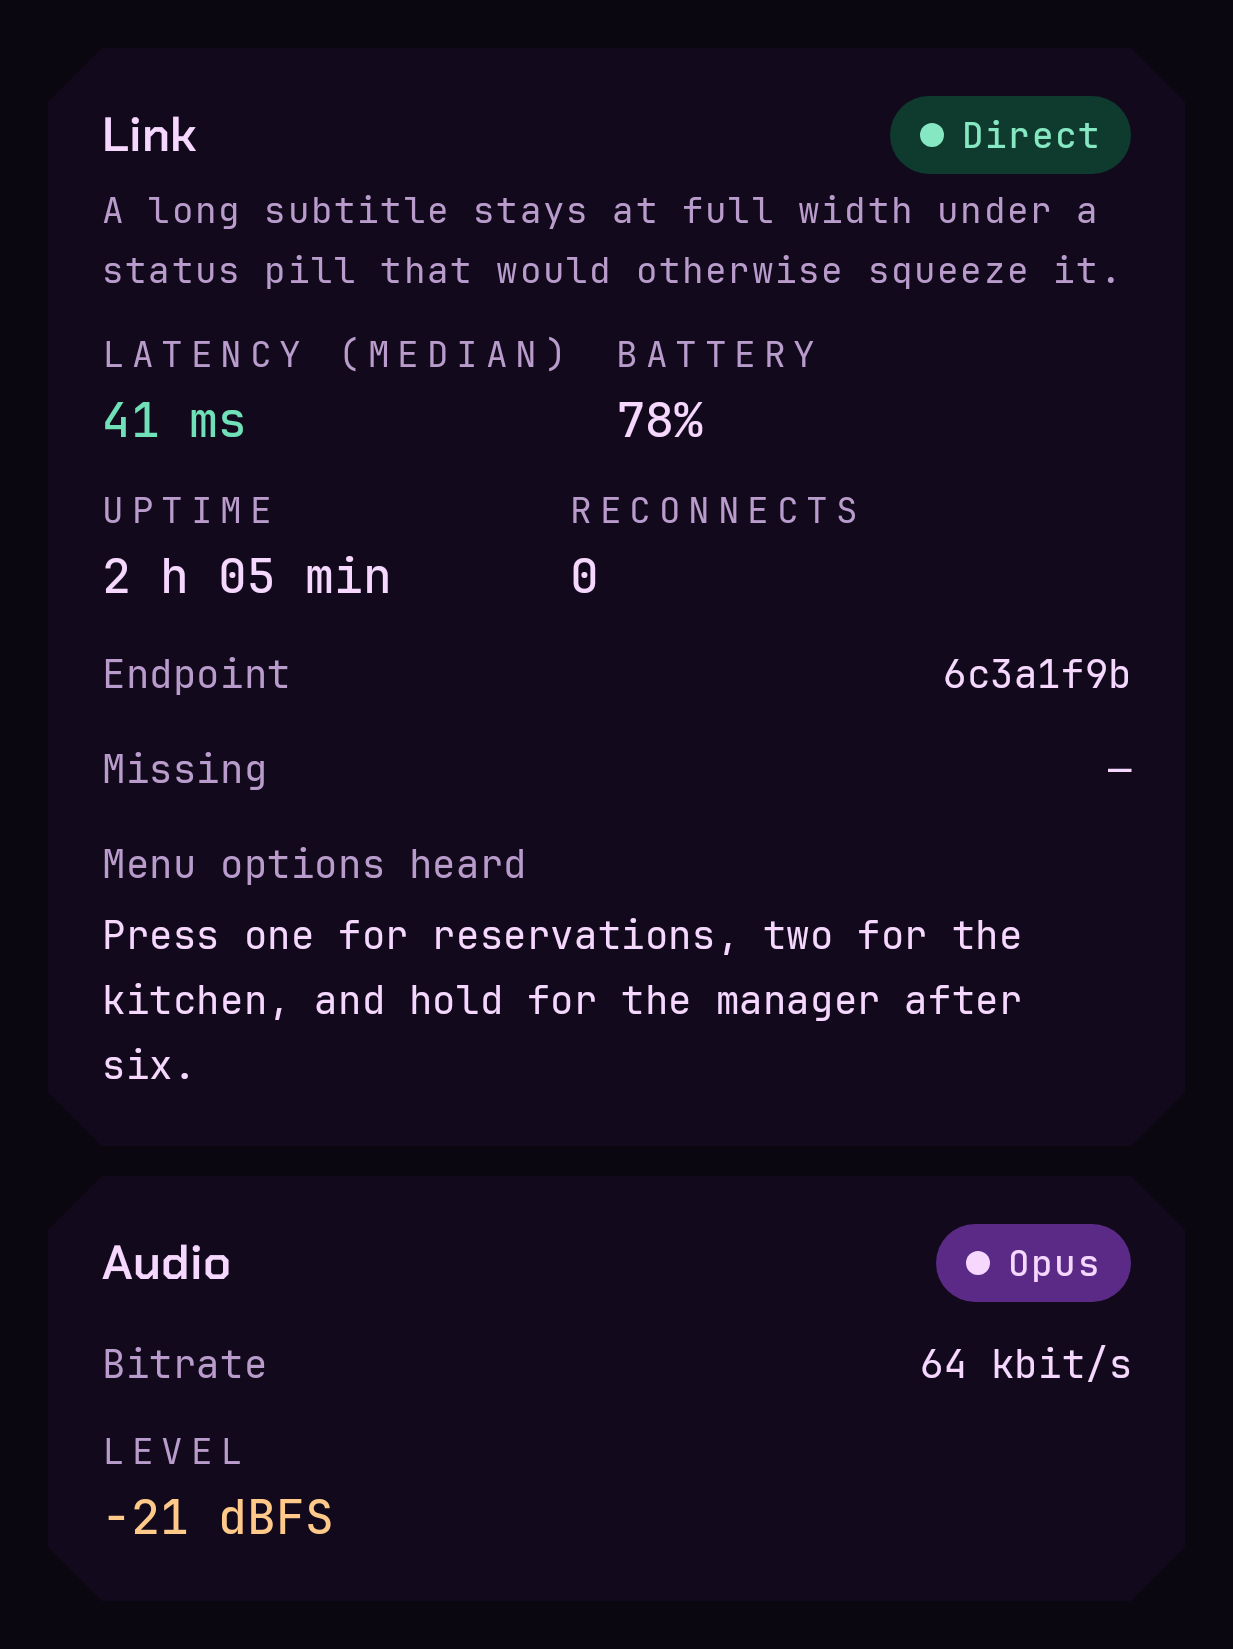 Link
Direct
A long subtitle stays at full width under a
status pill that would otherwise squeeze it.
LATENCY (MEDIAN) BATTERY
41 ms 78%
UPTIME RECONNECTS
2 h 05 min 0
Endpoint 6c3a1f9b
Missing —
Menu options heard
Press one for reservations, two for the
kitchen, and hold for the manager after
six.
Audio
Opus
Bitrate 64 kbit/s
LEVEL
-21 dBFS